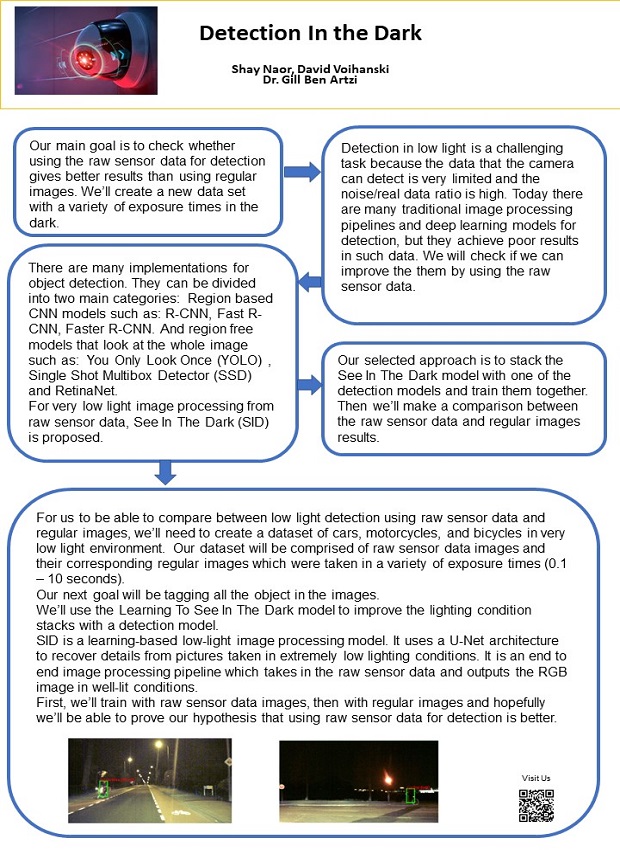 Detection In the Dark
Shay Naor, David Voihanski
Dr. Gill Ben Artzi
Our main goal is to check whether
using the raw sensor data for detection
gives better results than using regular
images. We'll create a new data set
with a variety of exposure times in the
dark.
Detection in low light is a challenging
task because the data that the camera
can detect is very limited and the
noise/real data ratio is high. Today there
are many traditional image processing
pipelines and deep learning models for
detection, but they achieve poor results
in such data. We will check if we can
improve the them by using the raw
sensor data.
There are many implementations for
object detection. They can be divided
into two main categories: Region based
CNN models such as: R-CNN, Fast R-
CNN, Faster R-CNN. And region free
models that look at the whole image
such as: You Only Look Once (YOLO) ,
Single Shot Multibox Detector (SSD)
and RetinaNet.
For very low light image processing from
raw sensor data, See In The Dark (SID)
is proposed.
Our selected approach is to stack the
See In The Dark model with one of the
detection models and train them together.
Then we'll make a comparison between
the raw sensor data and regular images
results.
For us to be able to compare between low light detection using raw sensor data and
regular images, we'll need to create a dataset of cars, motorcycles, and bicycles in very
low light environment. Our dataset will be comprised of raw sensor data images and
their corresponding regular images which were taken in a variety of exposure times (0.1
– 10 seconds).
Our next goal will be tagging all the object in the images.
We'll use the Learning To See In The Dark model to improve the lighting condition
stacks with a detection model.
SID is a learning-based low-light image processing model. It uses a U-Net architecture
to recover details from pictures taken in extremely low lighting conditions. It is an end to
end image processing pipeline which takes in the raw sensor data and outputs the RGB
image in well-lit conditions.
First, we'll train with raw sensor data images, then with regular images and hopefully
we'll be able to prove our hypothesis that using raw sensor data for detection is better.
Visit Us